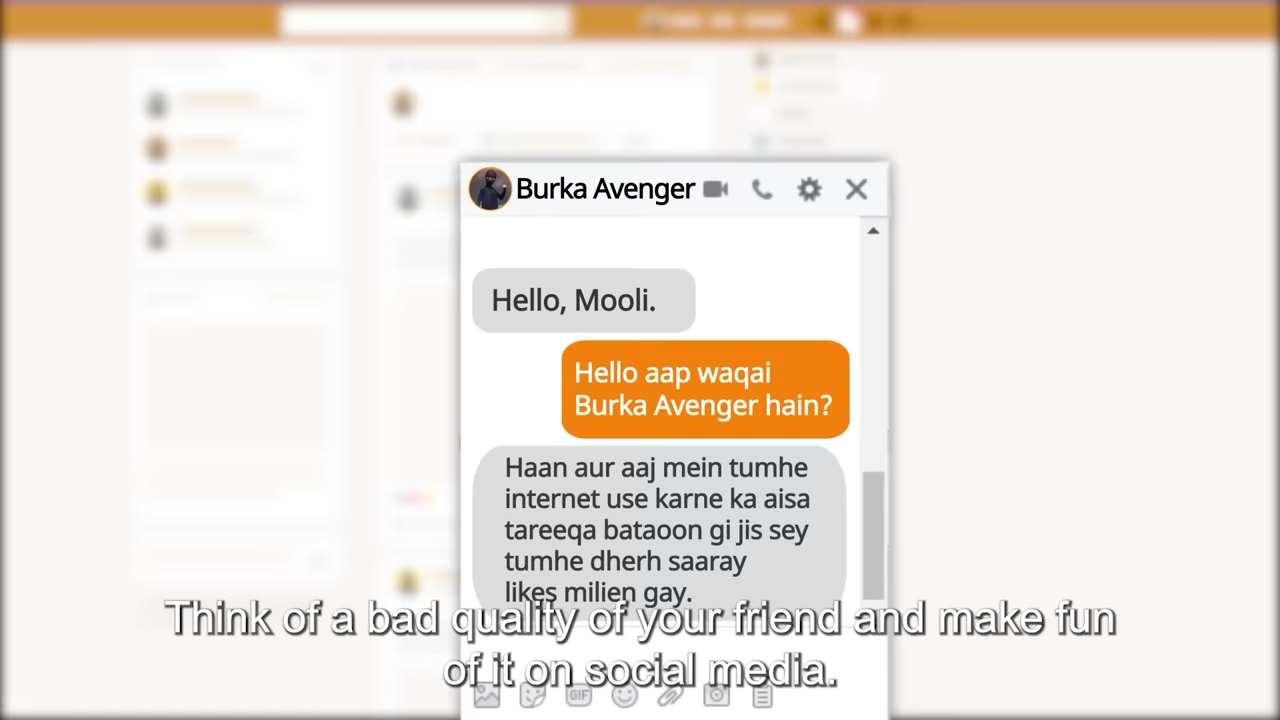 Burka Avenger
Hello, Mooli.
Hello aap waqai
Burka Avenger hain?
Haan aur aaj mein tumhe
internet use karne ka aisa
tareeqa bataoon gi jis sey
tumhe dherh saaray
likes milien gay.
Think of a bad quality of your friend and make fun
of it on social media.
GIF